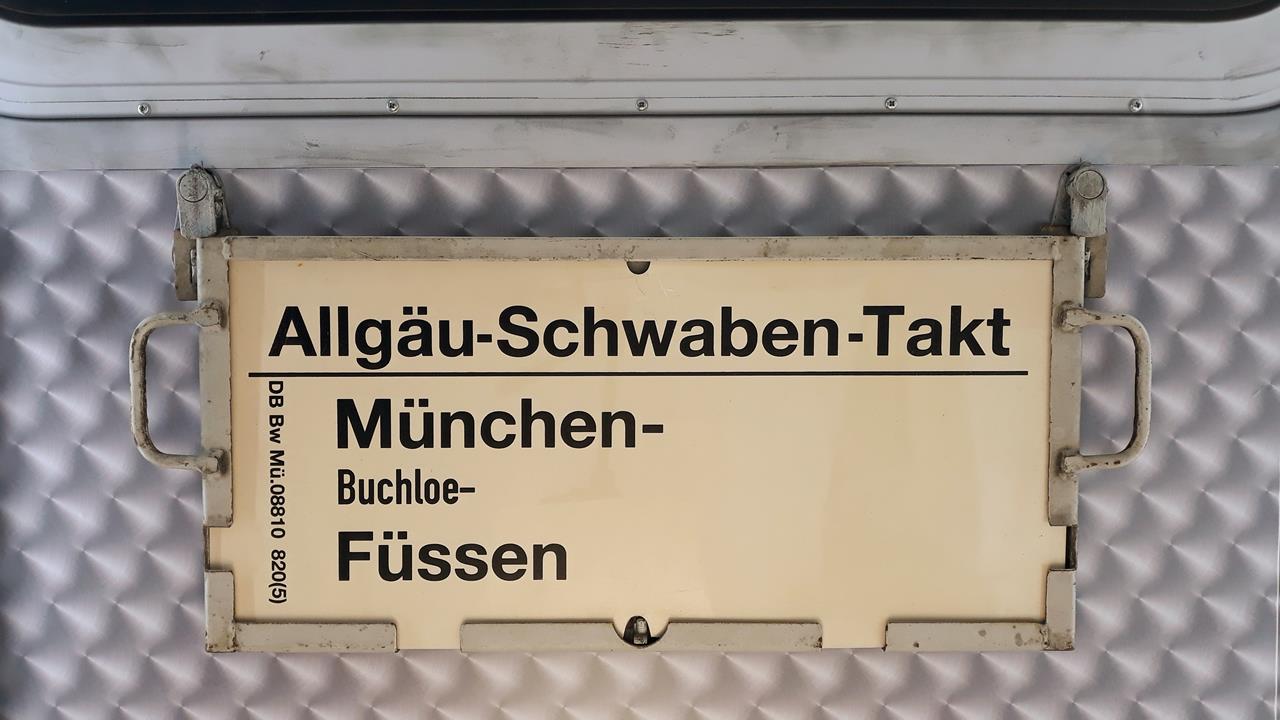 Allgäu-Schwaben-Takt
München-
Buchloe-
Füssen
DB Bw Mü.08810 820(5)